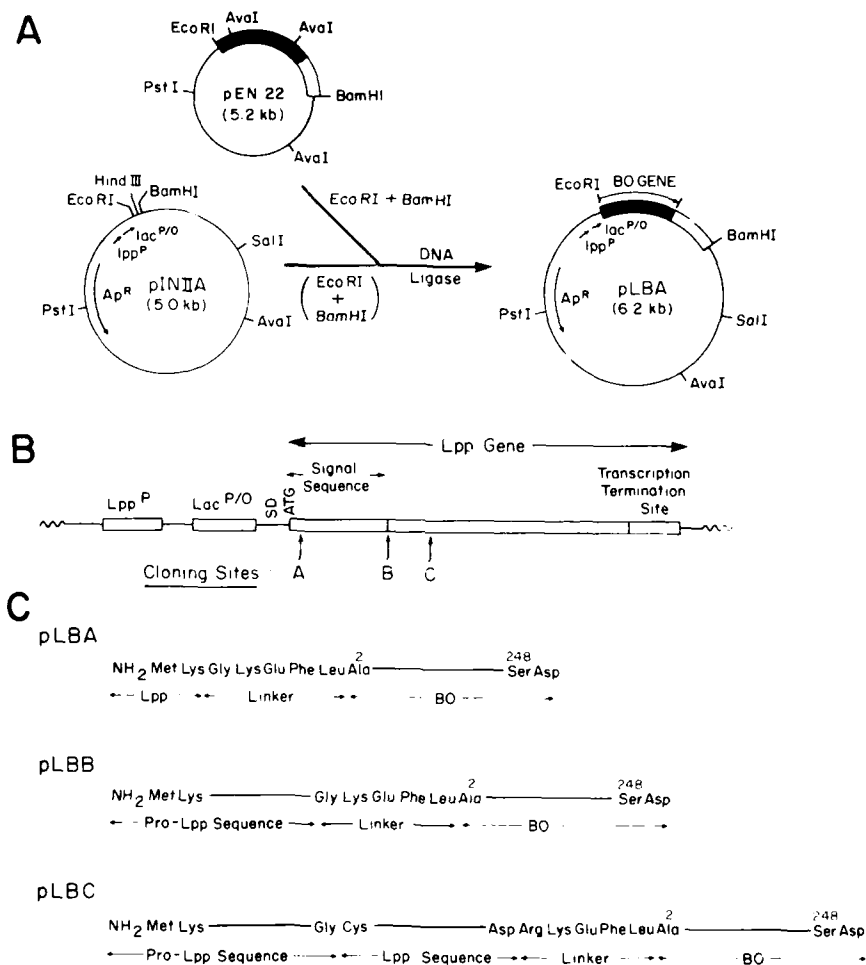 A
EcoRI
AvaI
AvaI
PstI
pEN 22
(5.2 kb)
BamHI
AvaI
Hind III
EcoRI
BamHI
lac P/O
lpp P
SalI
Ap R
pINIIA
(5.0 kb)
PstI
AvaI
EcoRI + BamHI
( EcoRI
+
BamHI )
DNA
Ligase
EcoRI
BO GENE
lac P/O
lpp P
BamHI
Ap R
pLBA
(6.2 kb)
PstI
SalI
AvaI
B
Lpp Gene
Signal
Sequence
Transcription
Termination
Site
Lpp P
Lac P/O
SD
ATG
Cloning Sites
A
B
C
C
pLBA
2
248
NH2 Met Lys Gly Lys Glu Phe Leu Ala Ser Asp
Lpp Linker BO
pLBB
2
248
NH2 Met Lys Gly Lys Glu Phe Leu Ala Ser Asp
Pro-Lpp Sequence Linker BO
pLBC
2
248
NH2 Met Lys Gly Cys Asp Arg Lys Glu Phe Leu Ala Ser Asp
Pro-Lpp Sequence Lpp Sequence Linker BO